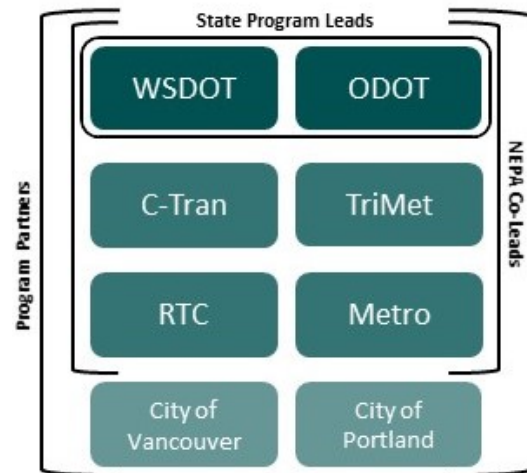 State Program Leads
WSDOT
ODOT
C-Tran
TriMet
RTC
Metro
City of
Vancouver
City of
Portland
Program Partners
NEPA Co-Leads